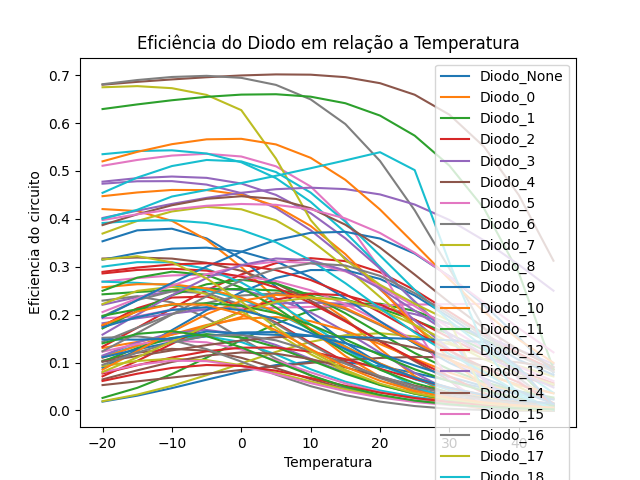 Eficiência do Diodo em relação a Temperatura
Eficiencia do circuito
0.7
0.6
0.5
0.4
0.3
0.2
0.1
0.0
−20
−10
0
10
20
30
40
Temperatura
Diodo_None
Diodo_0
Diodo_1
Diodo_2
Diodo_3
Diodo_4
Diodo_5
Diodo_6
Diodo_7
Diodo_8
Diodo_9
Diodo_10
Diodo_11
Diodo_12
Diodo_13
Diodo_14
Diodo_15
Diodo_16
Diodo_17
Diodo_18